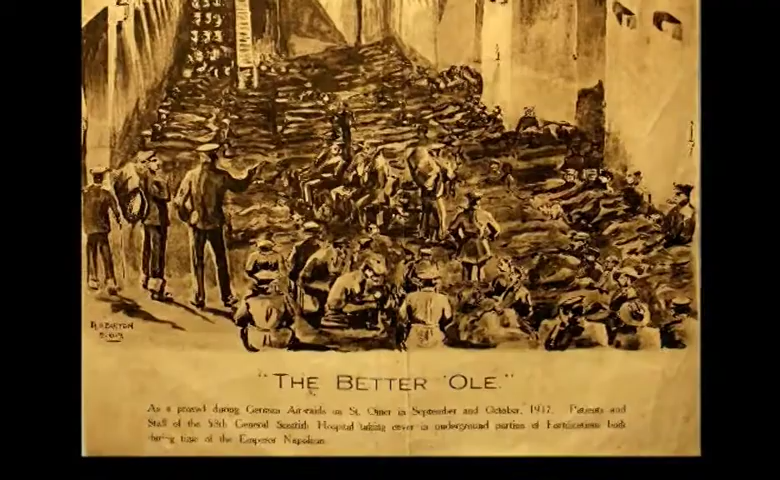 "THE BETTER 'OLE."
As a proved during German Air-raids on St. Omer in September and October, 1917. Patients and
Staff of the 58th General Scottish Hospital taking cover in underground portion of Fortifications built
during time of the Emperor Napoleon.